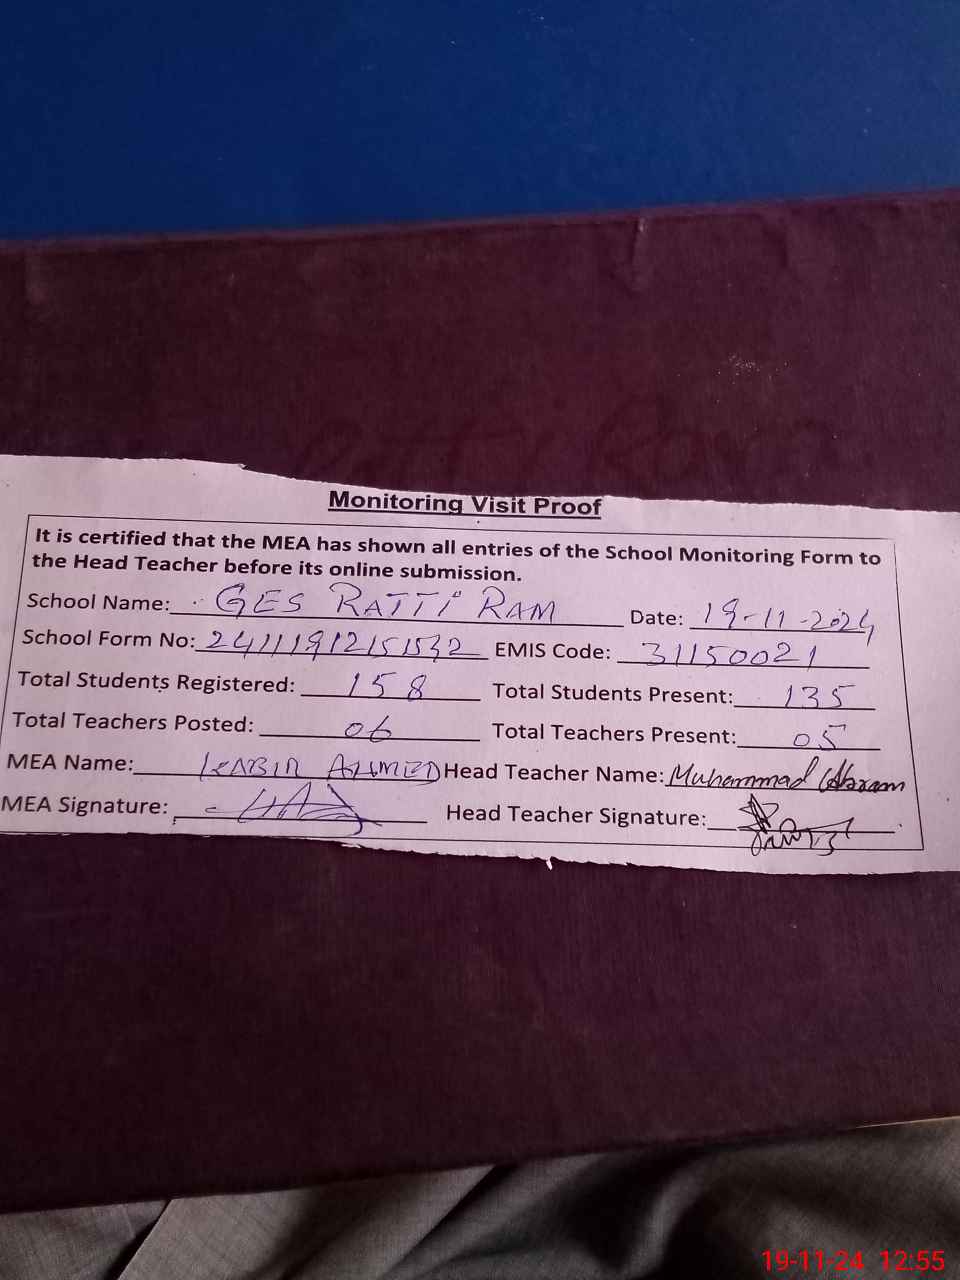 Monitoring Visit Proof
It is certified that the MEA has shown all entries of the School Monitoring Form to
the Head Teacher before its online submission.
School Name: GES RATTI RAM Date: 19-11-2024
School Form No: 24111912151532 EMIS Code: 31150021
Total Students Registered: 158 Total Students Present: 135
Total Teachers Posted: 06 Total Teachers Present: 05
MEA Name: KABIR AHMED Head Teacher Name: Muhammad
MEA Signature: Head Teacher Signature:
19-11-24 12:55